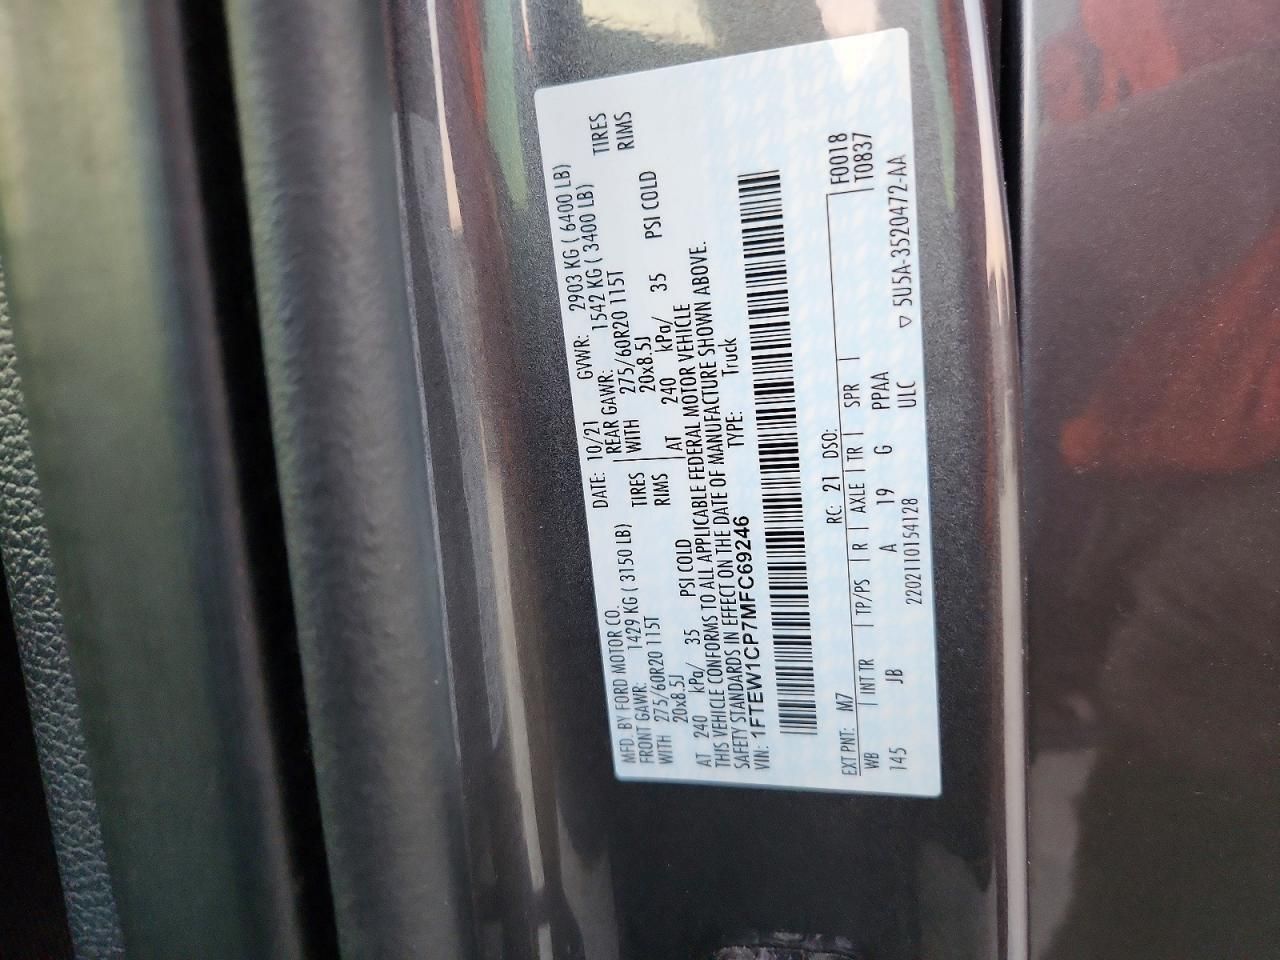 MFD. BY FORD MOTOR CO. DATE: 10/21 GVWR: 2903 KG ( 6400 LB)
FRONT GAWR: 1429 KG ( 3150 LB) REAR GAWR: 1542 KG ( 3400 LB)
WITH 275/60R20 115T TIRES WITH 275/60R20 115T TIRES
20x8.5J RIMS 20x8.5J RIMS
AT 240 kPa/ 35 PSI COLD AT 240 kPa/ 35 PSI COLD
THIS VEHICLE CONFORMS TO ALL APPLICABLE FEDERAL MOTOR VEHICLE
SAFETY STANDARDS IN EFFECT ON THE DATE OF MANUFACTURE SHOWN ABOVE.
VIN: 1FTEW1CP7MFC69246 TYPE: Truck
EXT PNT: M7 RC: 21 DSO: F0018
WB INT TR TP/PS R AXLE TR SPR T0837
145 JB A 19 G PPAA
2202110154128 ULC ▽ 5U5A-3520472-AA